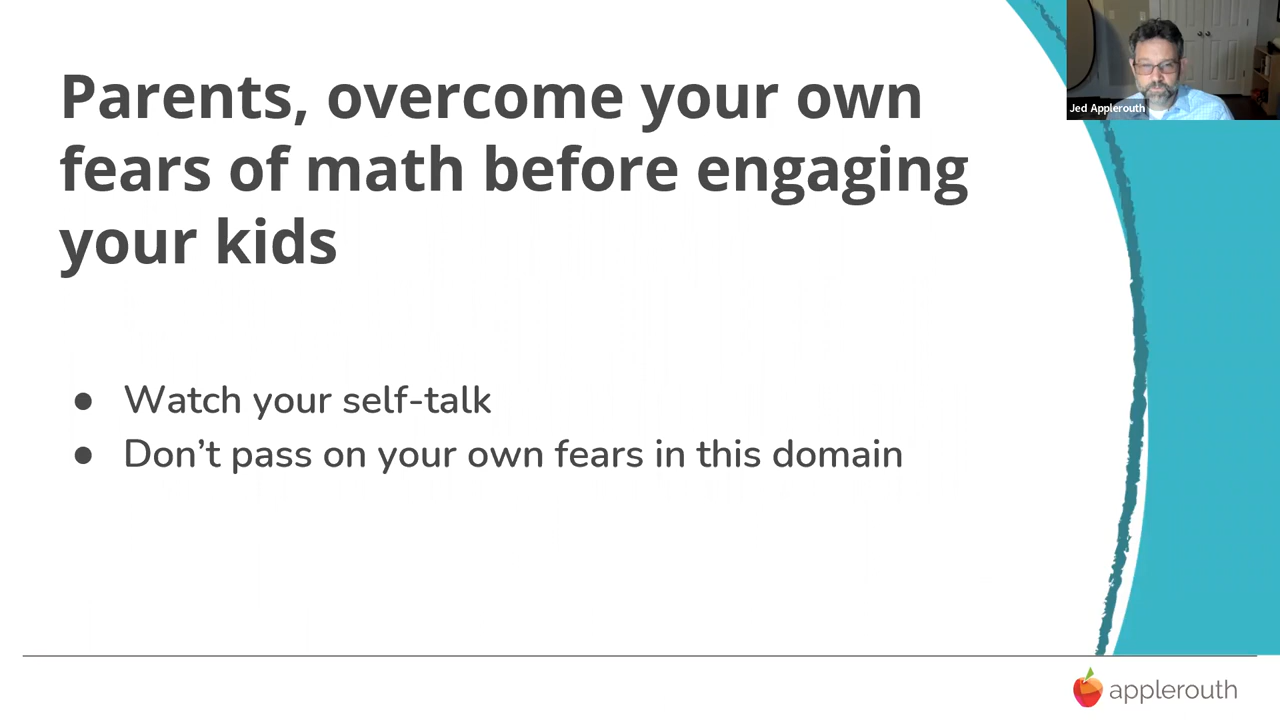 Parents, overcome your own
fears of math before engaging
your kids
Jed Applerouth
● Watch your self-talk
● Don’t pass on your own fears in this domain
applerouth